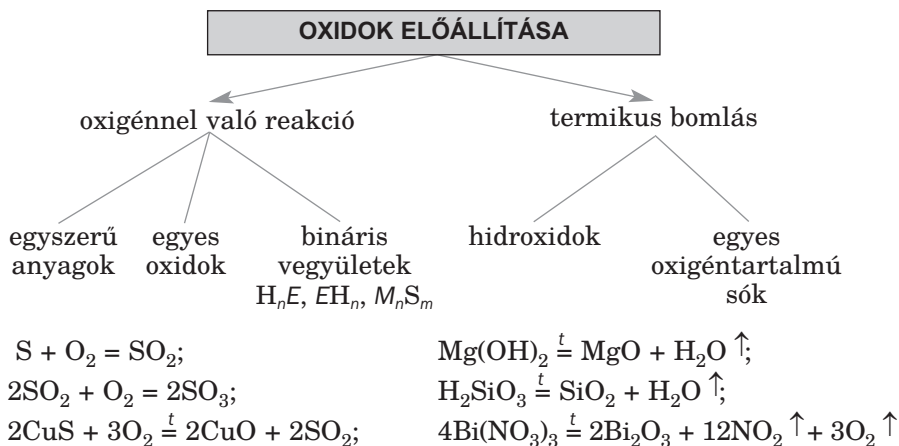 OXIDOK ELŐÁLLÍTÁSA
oxigénnel való reakció
termikus bomlás
egyszerű
anyagok
egyes
oxidok
bináris
vegyületek
HₙE, EHₙ, MₙSₘ
hidroxidok
egyes
oxigéntartalmú
sók
S + O₂ = SO₂;
2SO₂ + O₂ = 2SO₃;
2CuS + 3O₂ =ᵗ 2CuO + 2SO₂;
Mg(OH)₂ =ᵗ MgO + H₂O ↑;
H₂SiO₃ =ᵗ SiO₂ + H₂O ↑;
4Bi(NO₃)₃ =ᵗ 2Bi₂O₃ + 12NO₂ ↑ + 3O₂ ↑